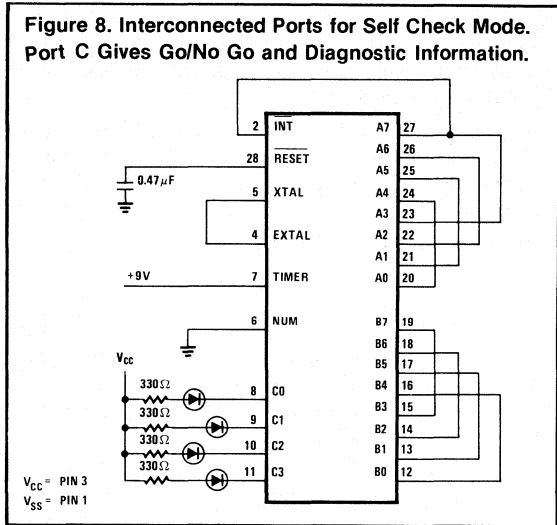 Figure 8. Interconnected Ports for Self Check Mode.
Port C Gives Go/No Go and Diagnostic Information.
2 INT A7 27
A6 26
28 RESET A5 25
0.47μF
5 XTAL A4 24
A3 23
4 EXTAL A2 22
A1 21
+9V 7 TIMER A0 20
6 NUM B7 19
B6 18
VCC B5 17
B4 16
330Ω 8 C0 B3 15
330Ω 9 C1 B2 14
330Ω 10 C2 B1 13
330Ω 11 C3 B0 12
VCC = PIN 3
VSS = PIN 1